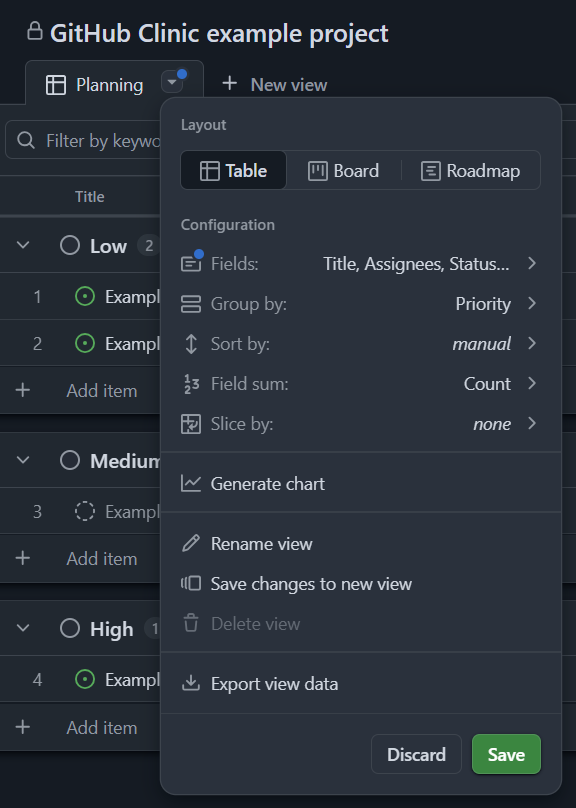 GitHub Clinic example project
Planning
New view
Filter by keywo
Layout
Table Board Roadmap
Title
Configuration
Fields: Title, Assignees, Status...
Group by: Priority
Sort by: manual
Field sum: Count
Slice by: none
Generate chart
Rename view
Save changes to new view
Delete view
Export view data
Discard Save
Low 2
1 Exampl
2 Exampl
Add item
Medium
3 Exampl
Add item
High 1
4 Exampl
Add item